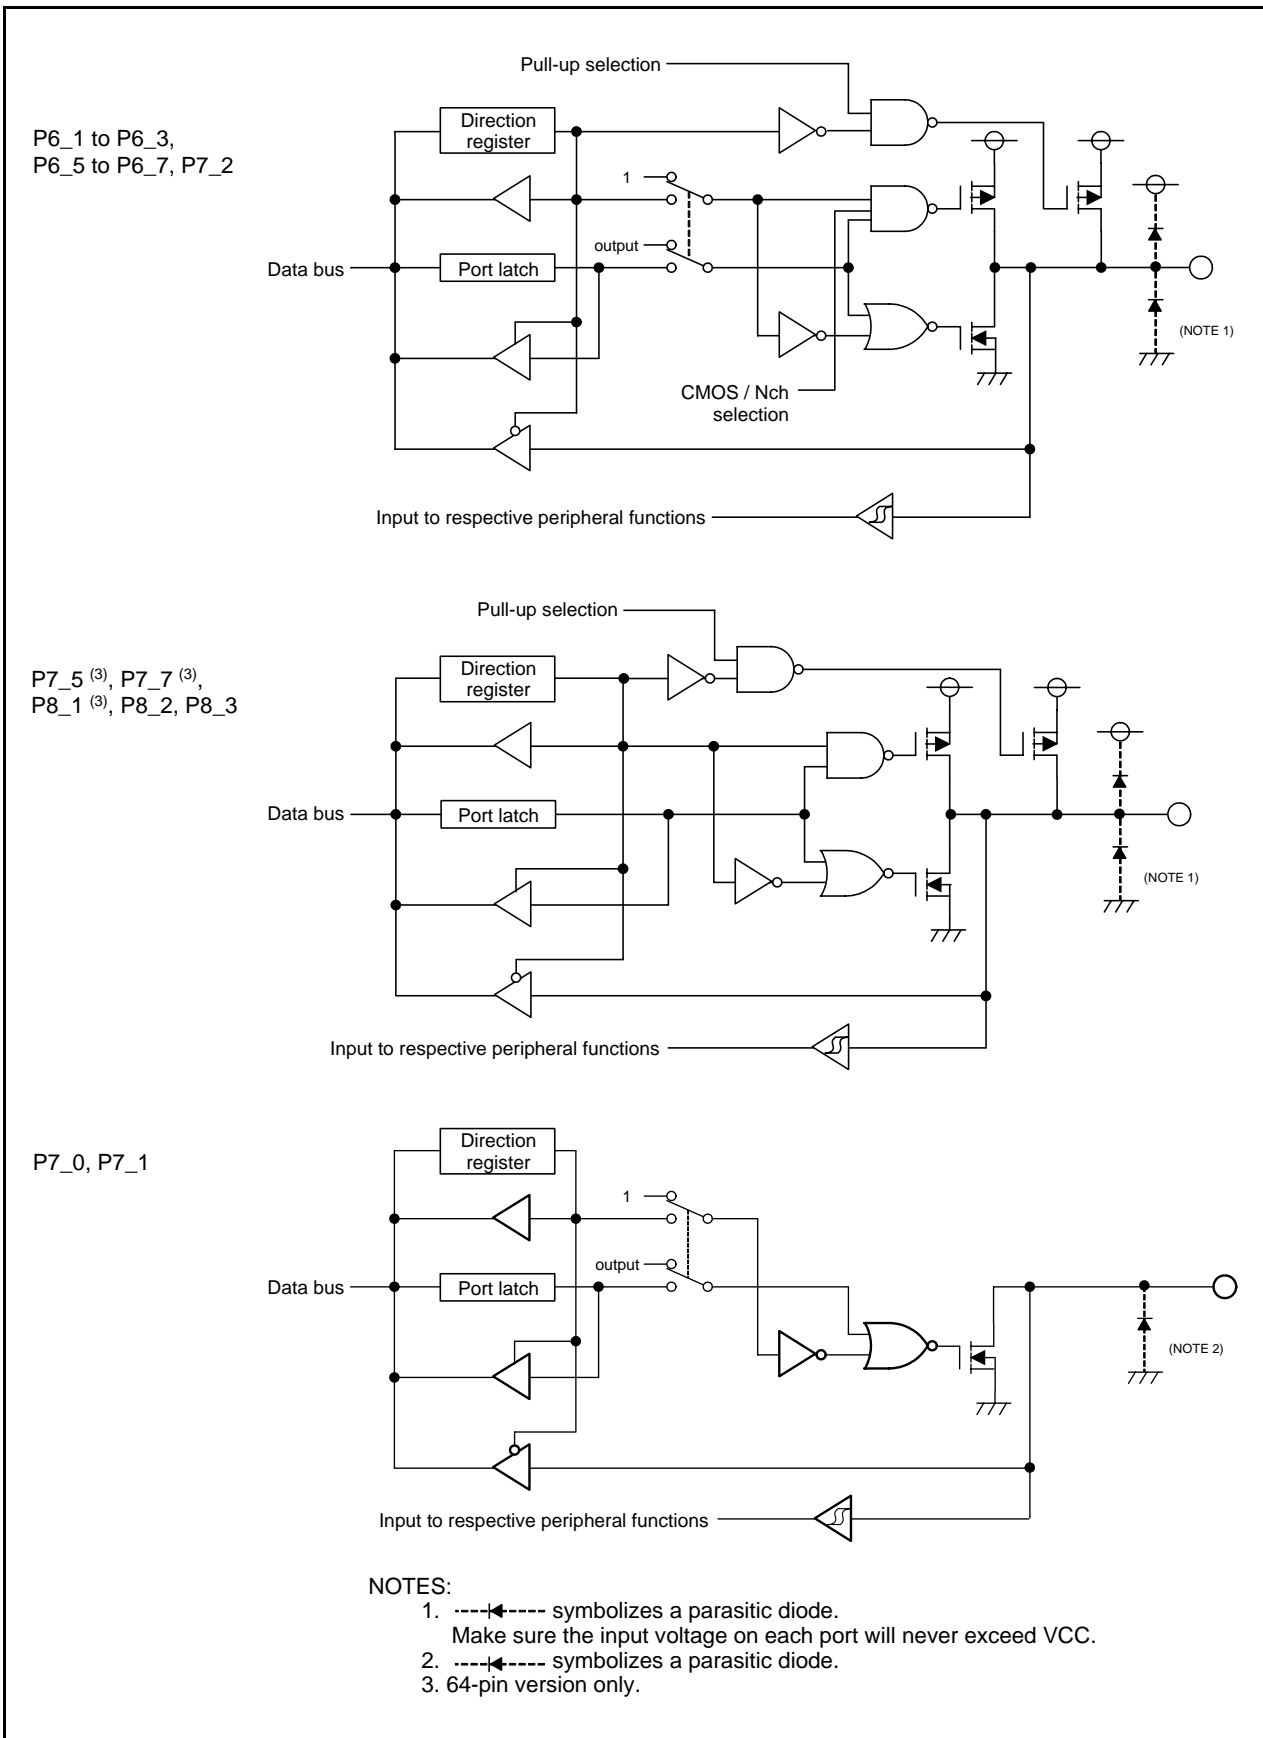 Pull-up selection
P6_1 to P6_3,
P6_5 to P6_7, P7_2
Direction
register
1
output
Data bus
Port latch
(NOTE 1)
CMOS / Nch
selection
Input to respective peripheral functions
Pull-up selection
P7_5 (3), P7_7 (3),
P8_1 (3), P8_2, P8_3
Direction
register
Data bus
Port latch
(NOTE 1)
Input to respective peripheral functions
P7_0, P7_1
Direction
register
1
output
Data bus
Port latch
(NOTE 2)
Input to respective peripheral functions
NOTES:
1. symbolizes a parasitic diode.
Make sure the input voltage on each port will never exceed VCC.
2. symbolizes a parasitic diode.
3. 64-pin version only.